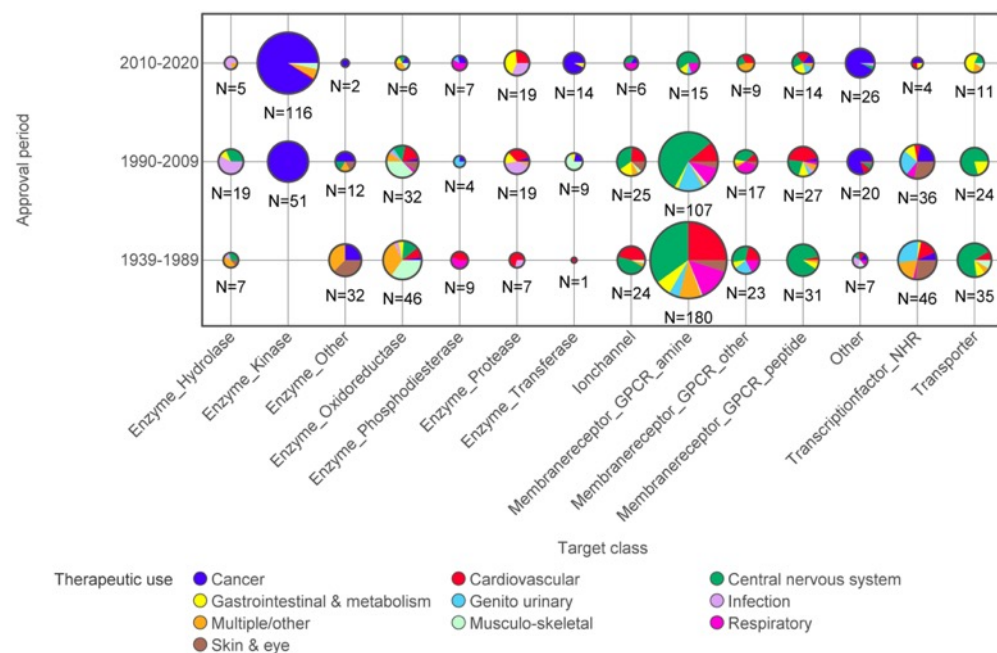 2010-2020
N=5
N=116
N=2
N=6
N=7
N=19
N=14
N=6
N=15
N=9
N=14
N=26
N=4
N=11
Approval period
1990-2009
N=19
N=51
N=12
N=32
N=4
N=19
N=9
N=25
N=107
N=17
N=27
N=20
N=36
N=24
1939-1989
N=7
N=32
N=46
N=9
N=7
N=1
N=24
N=180
N=23
N=31
N=7
N=46
N=35
Enzyme_Hydrolase
Enzyme_Kinase
Enzyme_Other
Enzyme_Oxidoreductase
Enzyme_Phosphodiesterase
Enzyme_Protease
Enzyme_Transferase
Ionchannel
Membranereceptor_GPCR_amine
Membranereceptor_GPCR_other
Membranereceptor_GPCR_peptide
Other
Transcriptionfactor_NHR
Transporter
Target class
Therapeutic use
Cancer
Cardiovascular
Central nervous system
Gastrointestinal & metabolism
Genito urinary
Infection
Multiple/other
Musculo-skeletal
Respiratory
Skin & eye